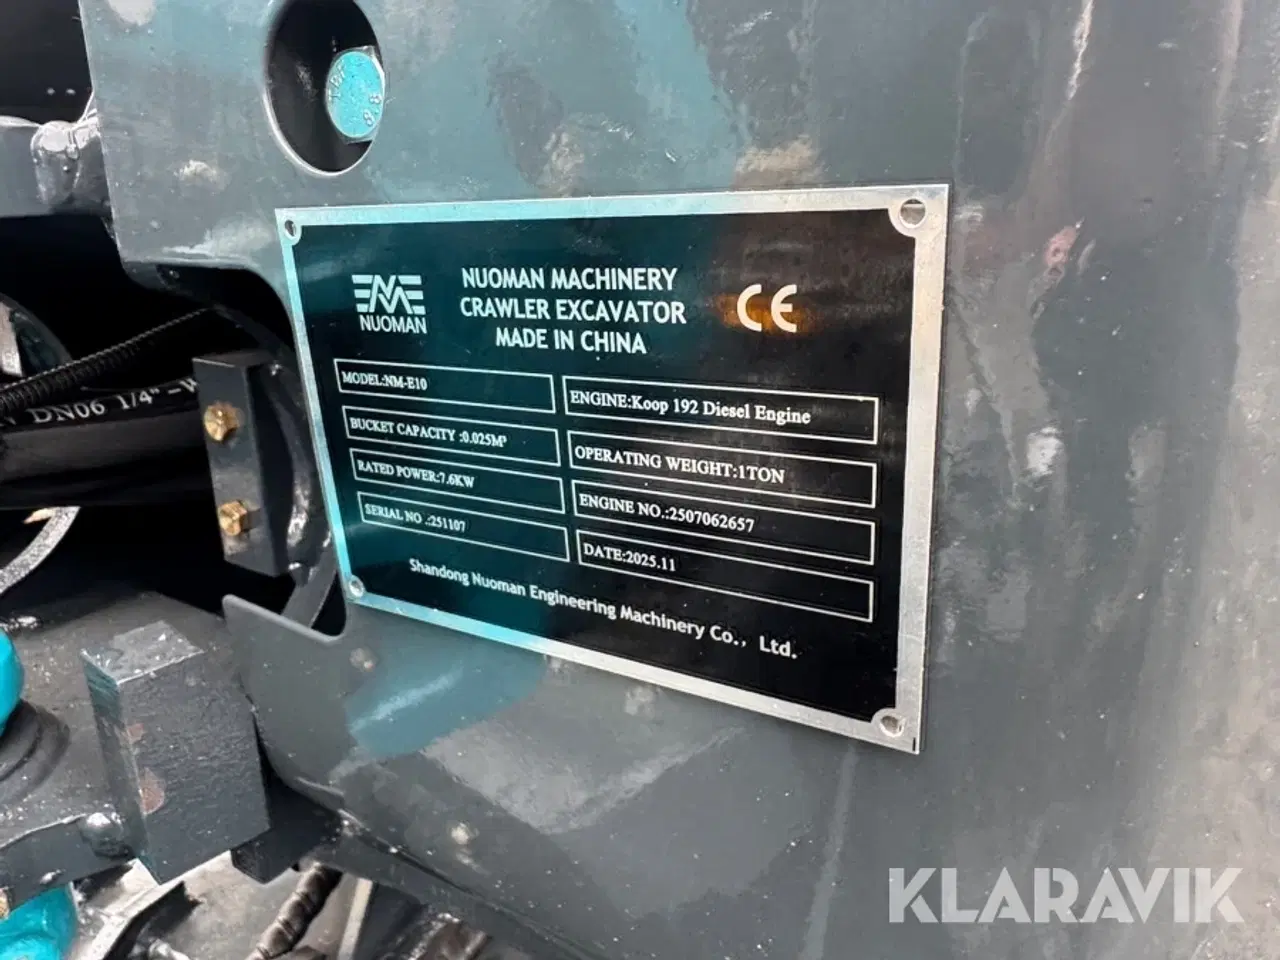 8.8
DN06 1/4"
NUOMAN
NUOMAN MACHINERY
CRAWLER EXCAVATOR
MADE IN CHINA
CE
MODEL:NM-E10
ENGINE:Koop 192 Diesel Engine
BUCKET CAPACITY :0.025M³
OPERATING WEIGHT:1TON
RATED POWER:7.6KW
ENGINE NO.:2507062657
SERIAL NO .:251107
DATE:2025.11
Shandong Nuoman Engineering Machinery Co., Ltd.
KLARAVIK